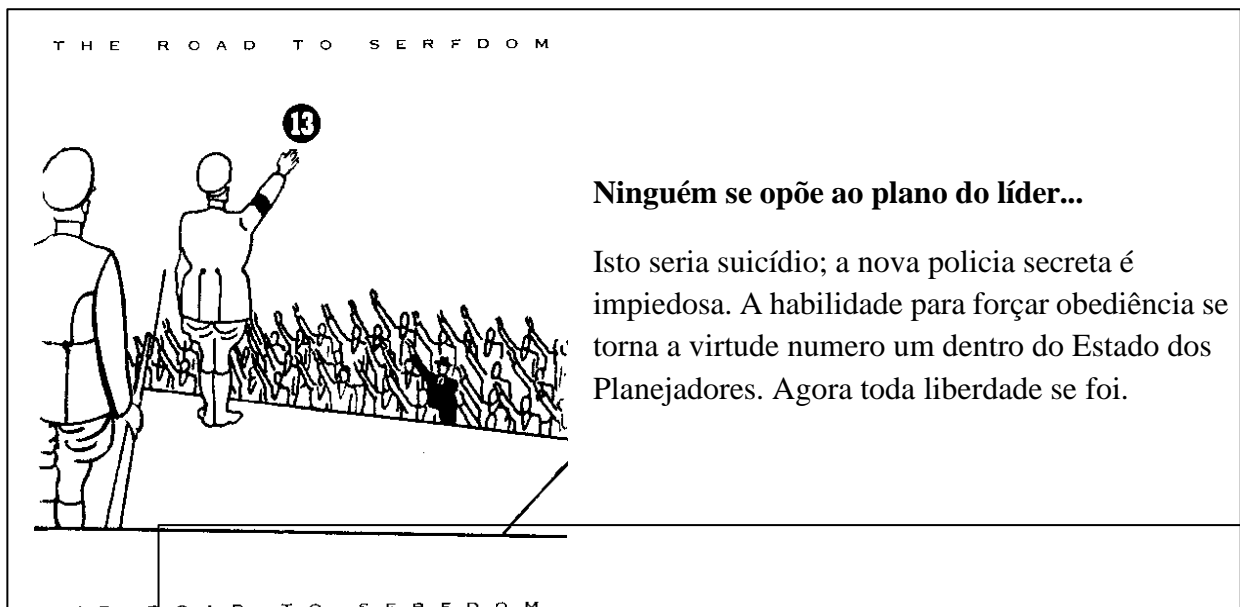 THE ROAD TO SERFDOM
13
Ninguém se opõe ao plano do líder...
Isto seria suicídio; a nova policia secreta é
impiedosa. A habilidade para forçar obediência se
torna a virtude numero um dentro do Estado dos
Planejadores. Agora toda liberdade se foi.
TO SERFDOM